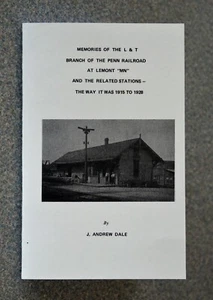 MEMORIES OF THE L & T
BRANCH OF THE PENN RAILROAD
AT LEMONT "MN"
AND THE RELATED STATIONS –
THE WAY IT WAS 1915 TO 1928
By
J. ANDREW DALE